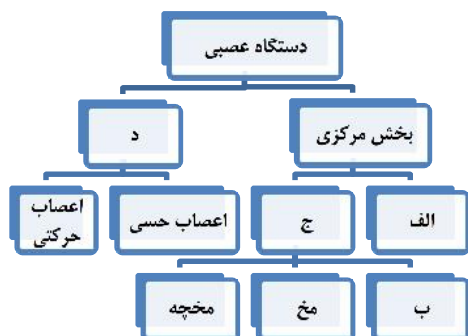 دستگاه عصبی
بخش مرکزی
د
الف
ج
اعصاب حسی
اعصاب
حرکتی
ب
مخ
مخچه